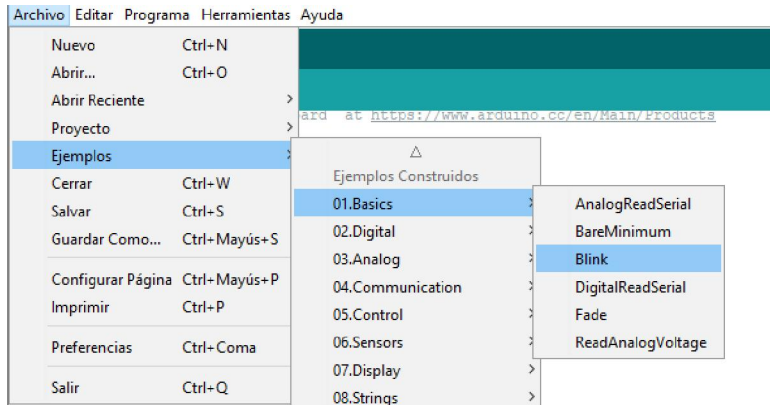 Archivo Editar Programa Herramientas Ayuda
Nuevo Ctrl+N
Abrir... Ctrl+O
Abrir Reciente
Proyecto
Ejemplos
Cerrar Ctrl+W
Salvar Ctrl+S
Guardar Como... Ctrl+Mayús+S
Configurar Página Ctrl+Mayús+P
Imprimir Ctrl+P
Preferencias Ctrl+Coma
Salir Ctrl+Q
ard at https://www.arduino.cc/en/Main/Products
Ejemplos Construidos
01.Basics
02.Digital
03.Analog
04.Communication
05.Control
06.Sensors
07.Display
08.Strings
AnalogReadSerial
BareMinimum
Blink
DigitalReadSerial
Fade
ReadAnalogVoltage